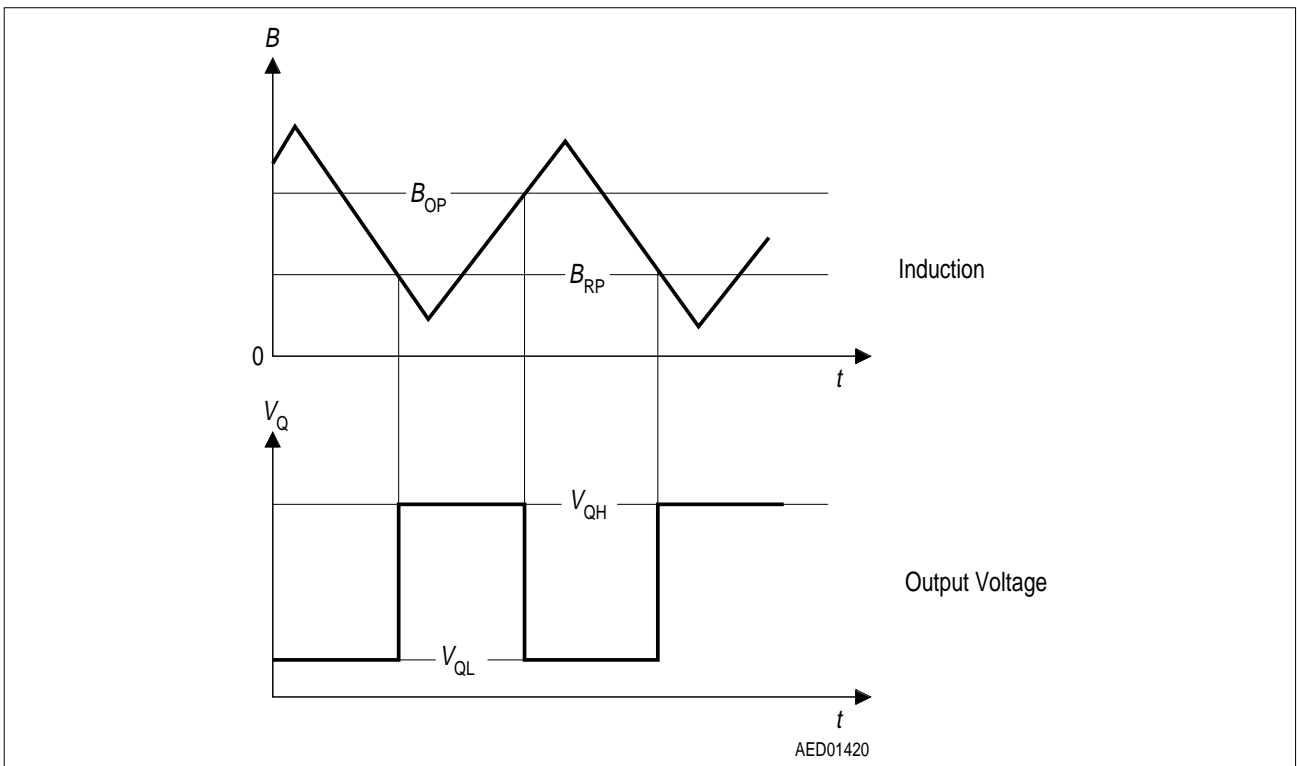 B
B_OP
B_RP
Induction
0
t
V_Q
V_QH
Output Voltage
V_QL
t
AED01420